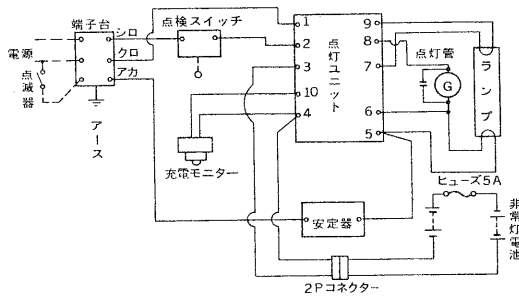 端子台
シロ
クロ
アカ
電源
点滅器
アース
点検スイッチ
充電モニター
点灯ユニット
1
2
3
10
4
9
8
7
6
5
点灯管
G
ランプ
ヒューズ5A
安定器
2Pコネクター
非常灯電池